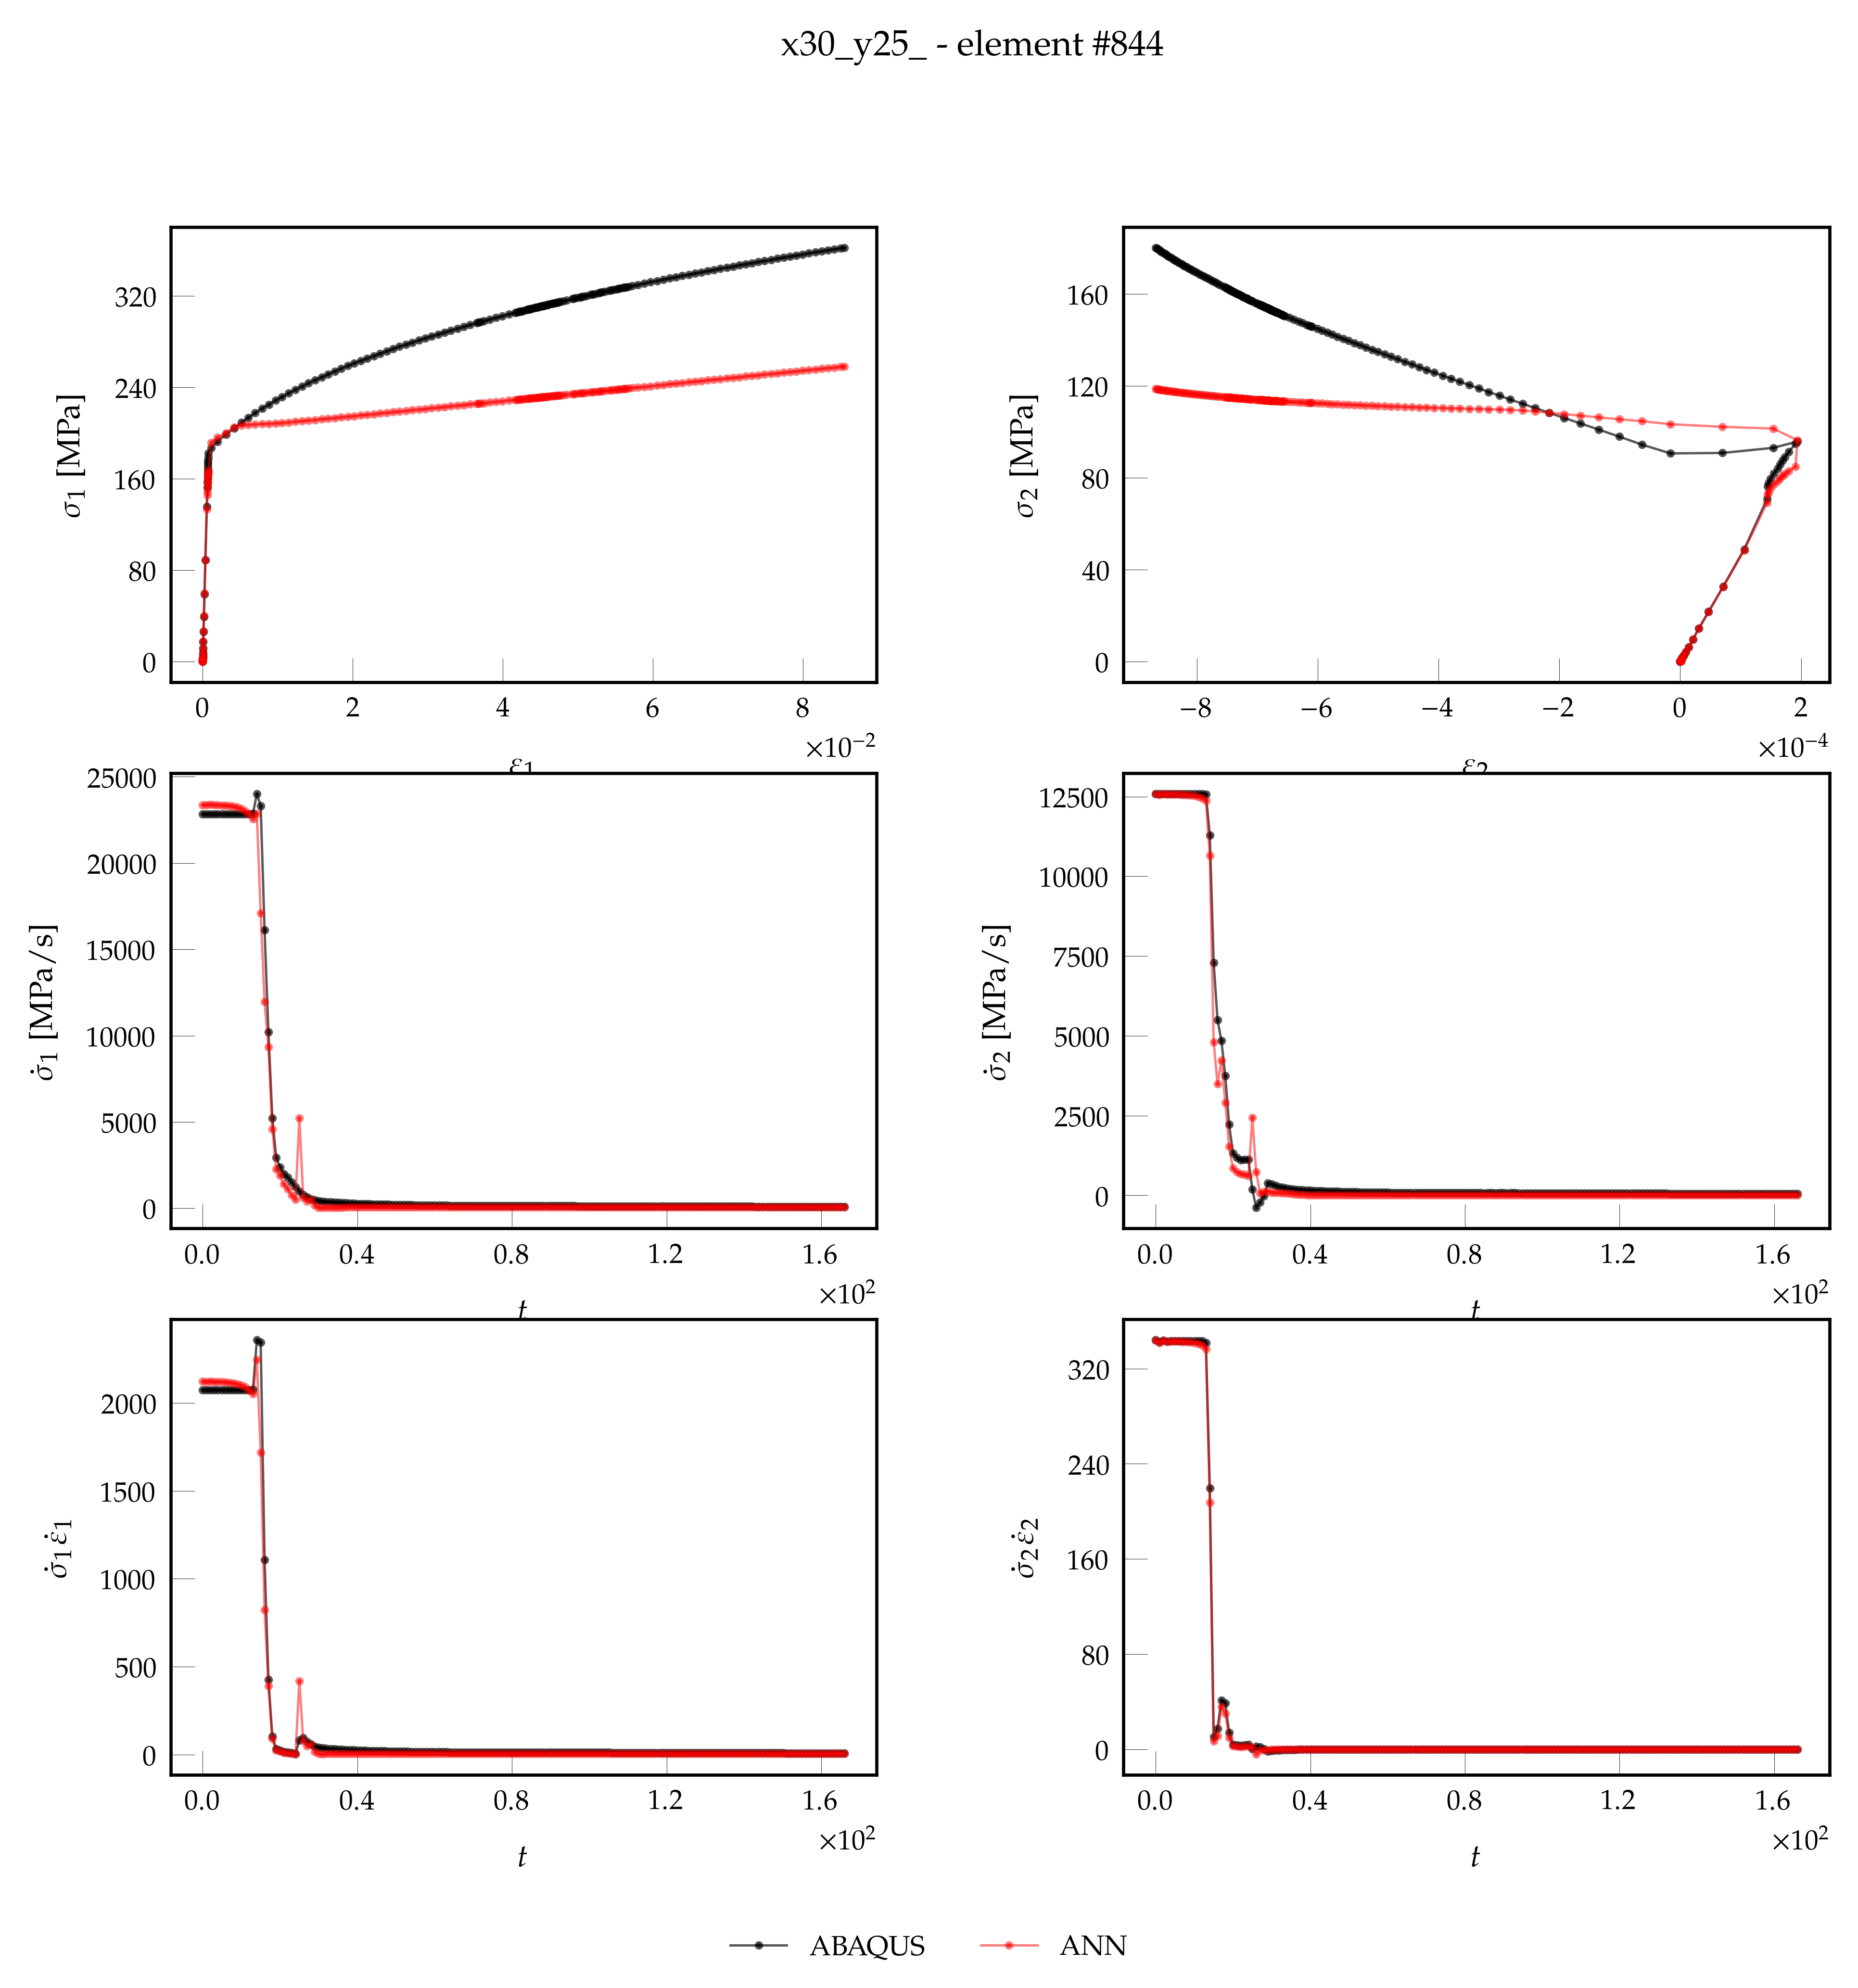 x30_y25_ - element #844
σ₁ [MPa]
320
240
160
80
0
0 2 4 6 8
×10⁻²
ε₁
σ₂ [MPa]
160
120
80
40
0
−8 −6 −4 −2 0 2
×10⁻⁴
ε₂
σ̇₁ [MPa/s]
25000
20000
15000
10000
5000
0
0.0 0.4 0.8 1.2 1.6
×10²
t
σ̇₂ [MPa/s]
12500
10000
7500
5000
2500
0
0.0 0.4 0.8 1.2 1.6
×10²
t
σ̇₁ε̇₁
2000
1500
1000
500
0
0.0 0.4 0.8 1.2 1.6
×10²
t
σ̇₂ε̇₂
320
240
160
80
0
0.0 0.4 0.8 1.2 1.6
×10²
t
ABAQUS ANN